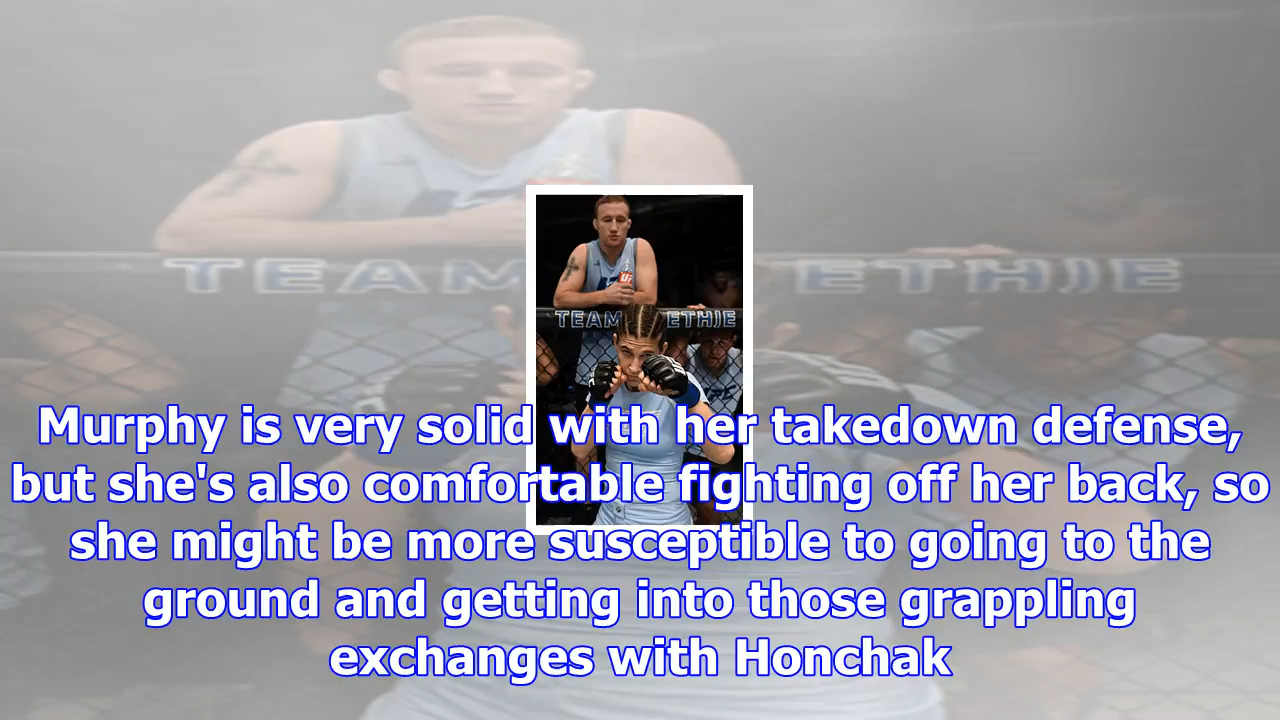 TEAM ETHJE
TEAM ETHJE
Murphy is very solid with her takedown defense,
but she's also comfortable fighting off her back, so
she might be more susceptible to going to the
ground and getting into those grappling
exchanges with Honchak